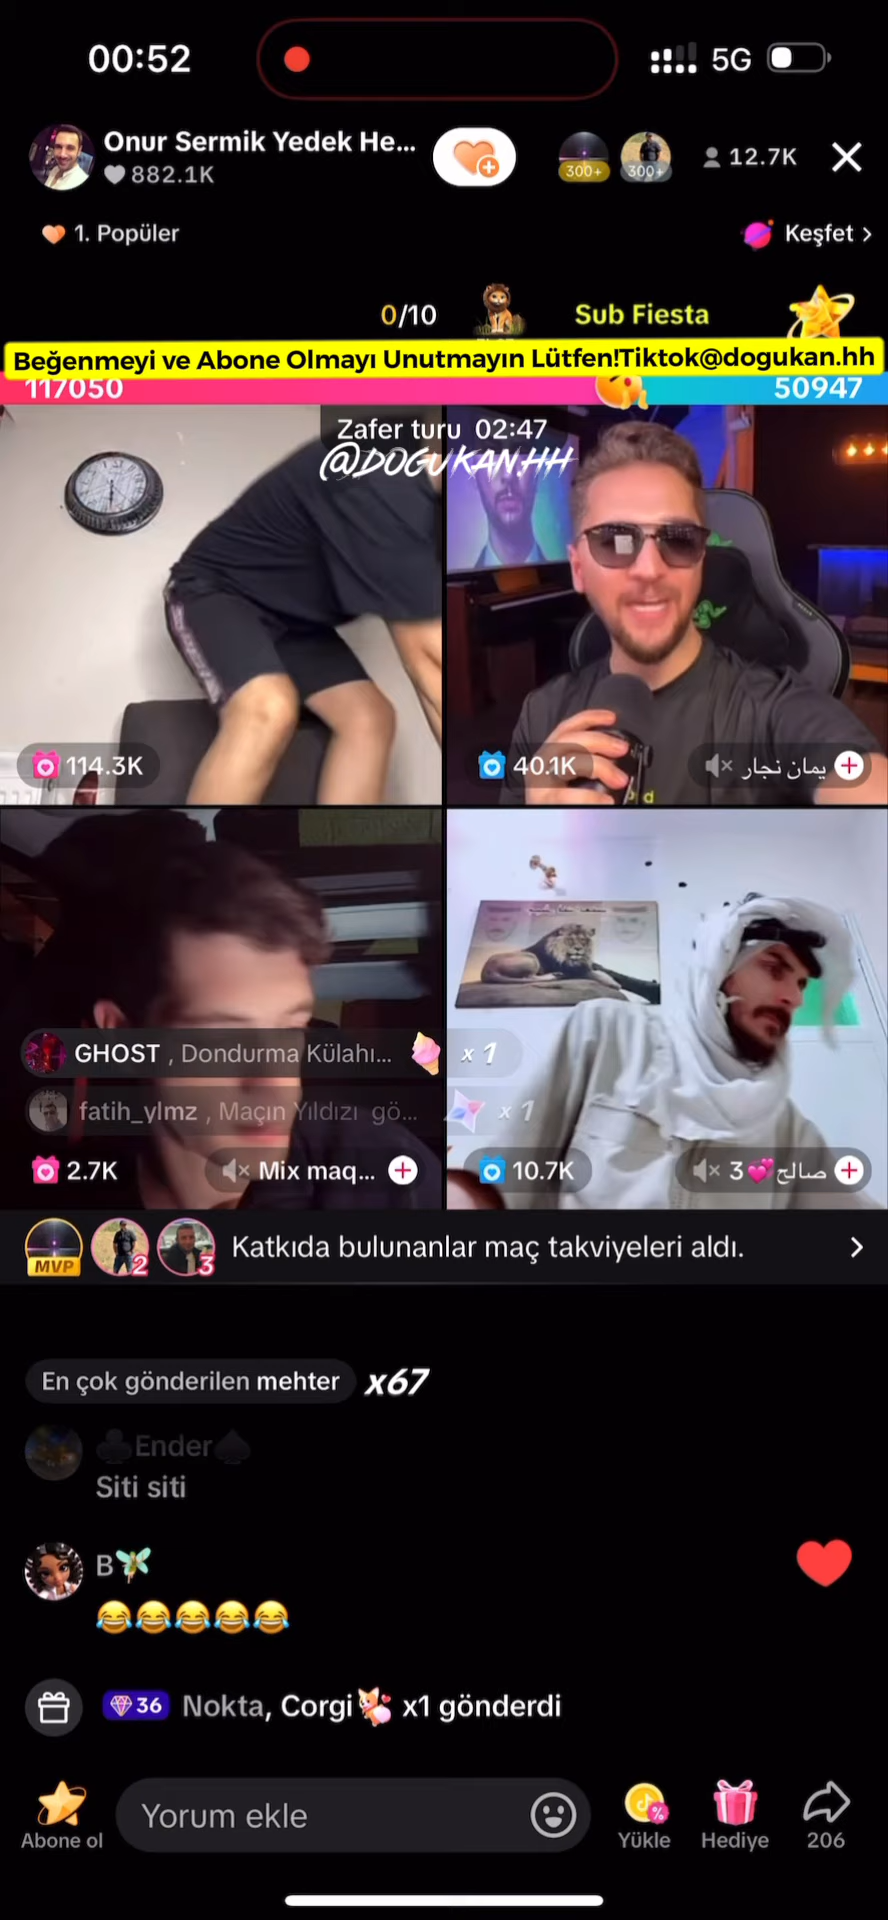 00:52
5G
Onur Sermik Yedek He...
882.1K
300+
300+
12.7K
1. Popüler
Keşfet
0/10
Sub Fiesta
Beğenmeyi ve Abone Olmayı Unutmayın Lütfen!Tiktok@dogukan.hh
117050
50947
Zafer turu 02:47
@DOGUKAN.HH
114.3K
40.1K
يمان نجار
GHOST , Dondurma Külahı...
x 1
fatih_ylmz , Maçın Yıldızı gö...
x 1
2.7K
Mix maq...
10.7K
صالح💕3
MVP
2
3
Katkıda bulunanlar maç takviyeleri aldı.
En çok gönderilen mehter x67
♣Ender♠
Siti siti
B
😂😂😂😂😂
36 Nokta, Corgi x1 gönderdi
Abone ol
Yorum ekle
Yükle
Hediye
206